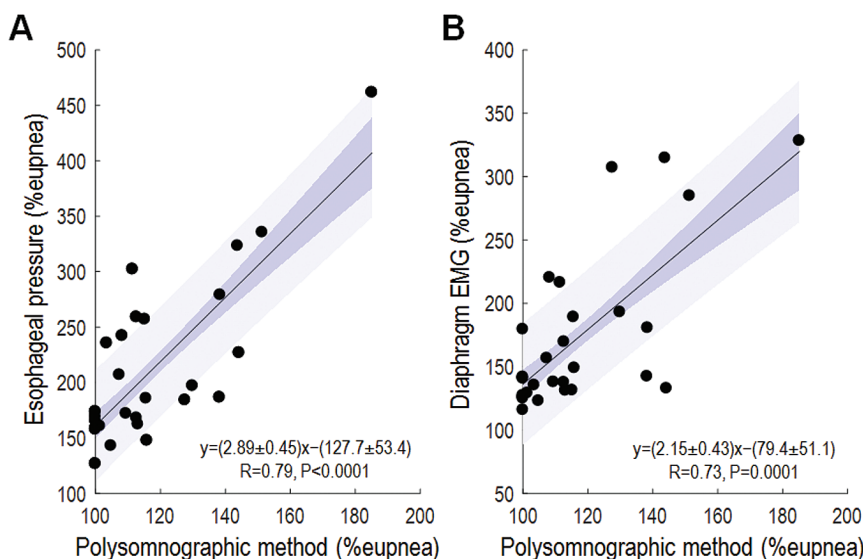 A
500
450
400
350
300
250
200
150
100
Esophageal pressure (%eupnea)
y=(2.89±0.45)x−(127.7±53.4)
R=0.79, P<0.0001
100 120 140 160 180 200
Polysomnographic method (%eupnea)
B
400
350
300
250
200
150
100
50
Diaphragm EMG (%eupnea)
y=(2.15±0.43)x−(79.4±51.1)
R=0.73, P=0.0001
100 120 140 160 180 200
Polysomnographic method (%eupnea)